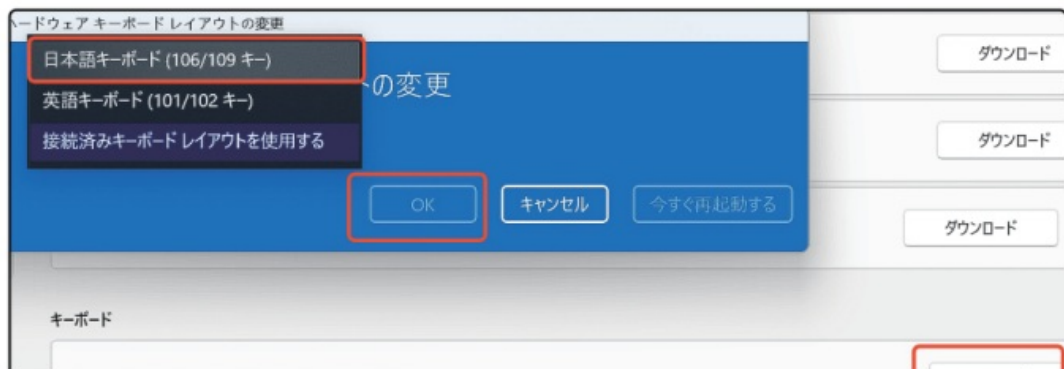 ードウェア キーボード レイアウトの変更
日本語キーボード (106/109 キー)
英語キーボード (101/102 キー)
接続済みキーボード レイアウトを使用する
トの変更
OK
キャンセル
今すぐ再起動する
ダウンロード
ダウンロード
ダウンロード
キーボード